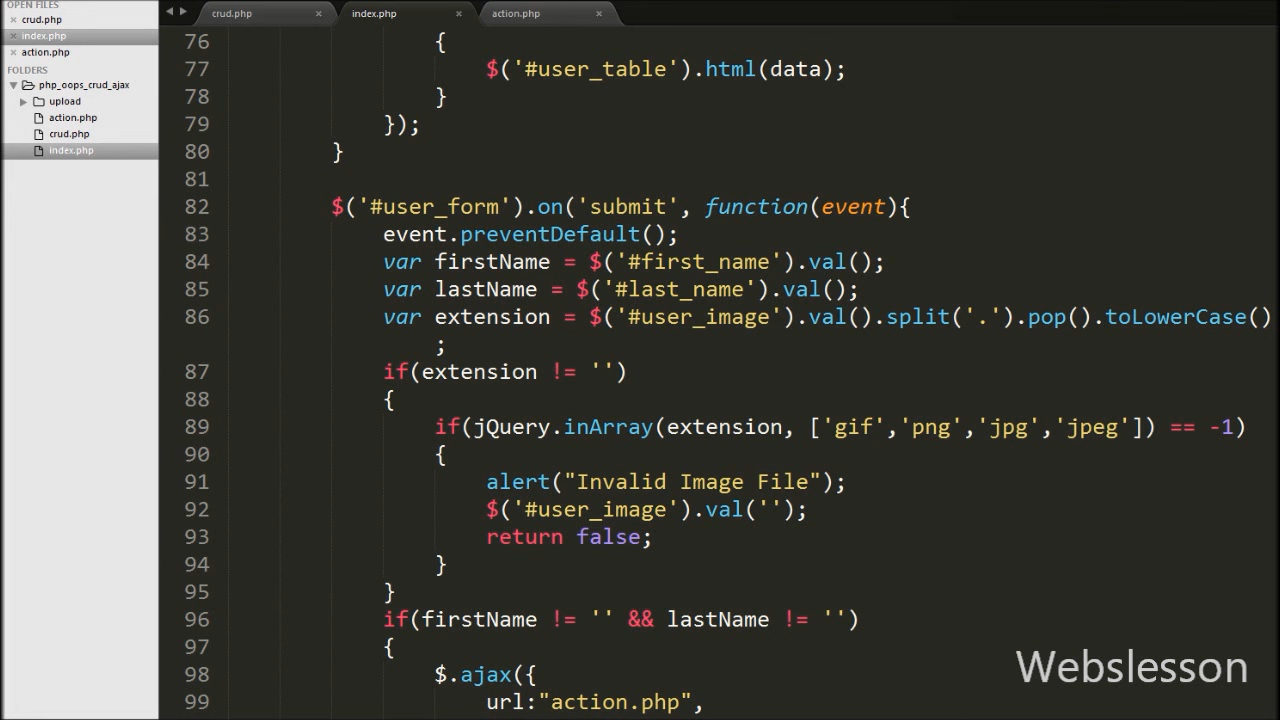 OPEN FILES
crud.php
index.php
action.php
FOLDERS
php_oops_crud_ajax
upload
action.php
crud.php
index.php
crud.php
index.php
action.php
76 {
77 $('#user_table').html(data);
78 }
79 });
80 }
81
82 $('#user_form').on('submit', function(event){
83 event.preventDefault();
84 var firstName = $('#first_name').val();
85 var lastName = $('#last_name').val();
86 var extension = $('#user_image').val().split('.').pop().toLowerCase()
;
87 if(extension != '')
88 {
89 if(jQuery.inArray(extension, ['gif','png','jpg','jpeg']) == -1)
90 {
91 alert("Invalid Image File");
92 $('#user_image').val('');
93 return false;
94 }
95 }
96 if(firstName != '' && lastName != '')
97 {
98 $.ajax({
99 url:"action.php",
Webslesson